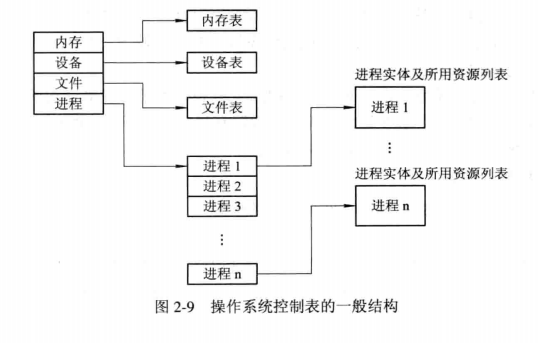 内存
设备
文件
进程
内存表
设备表
文件表
进程 1
进程 2
进程 3
⋮
进程 n
进程实体及所用资源列表
进程 1
⋮
进程实体及所用资源列表
进程 n
图 2-9 操作系统控制表的一般结构